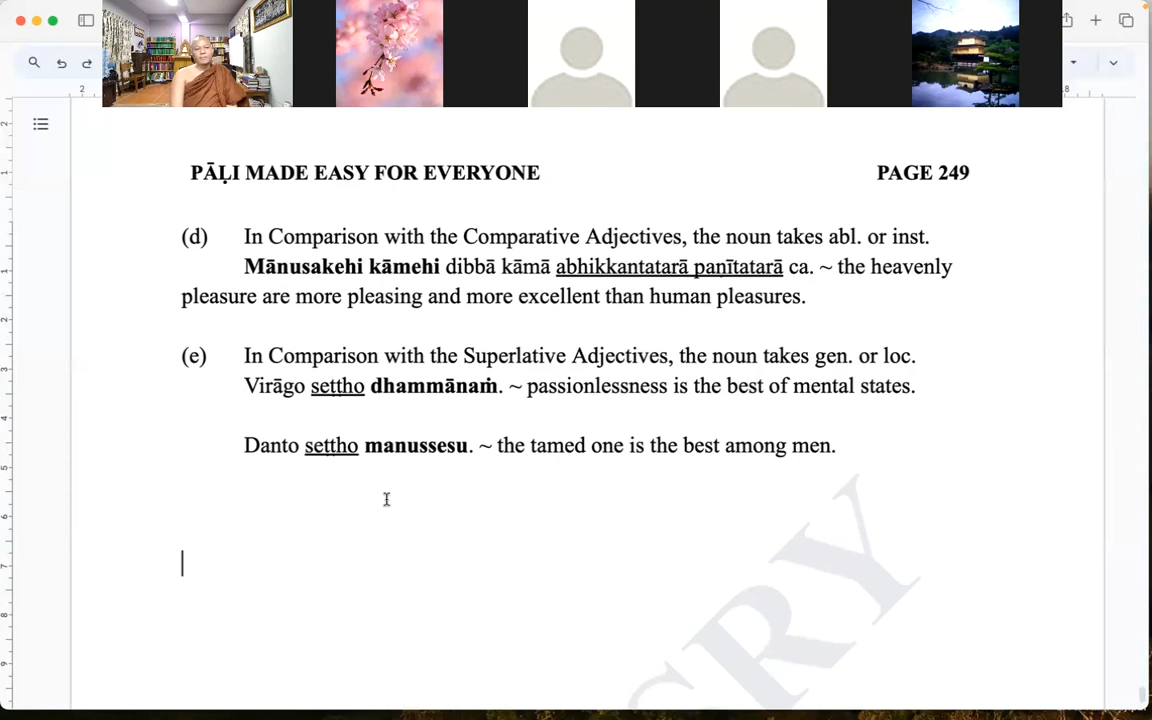 2
8
PĀḶI MADE EASY FOR EVERYONE PAGE 249
(d) In Comparison with the Comparative Adjectives, the noun takes abl. or inst.
Mānusakehi kāmehi dibbā kāmā abhikkantatarā panītatarā ca. ~ the heavenly
pleasure are more pleasing and more excellent than human pleasures.
(e) In Comparison with the Superlative Adjectives, the noun takes gen. or loc.
Virāgo seṭṭho dhammānaṁ. ~ passionlessness is the best of mental states.
Danto seṭṭho manussesu. ~ the tamed one is the best among men.
CRY